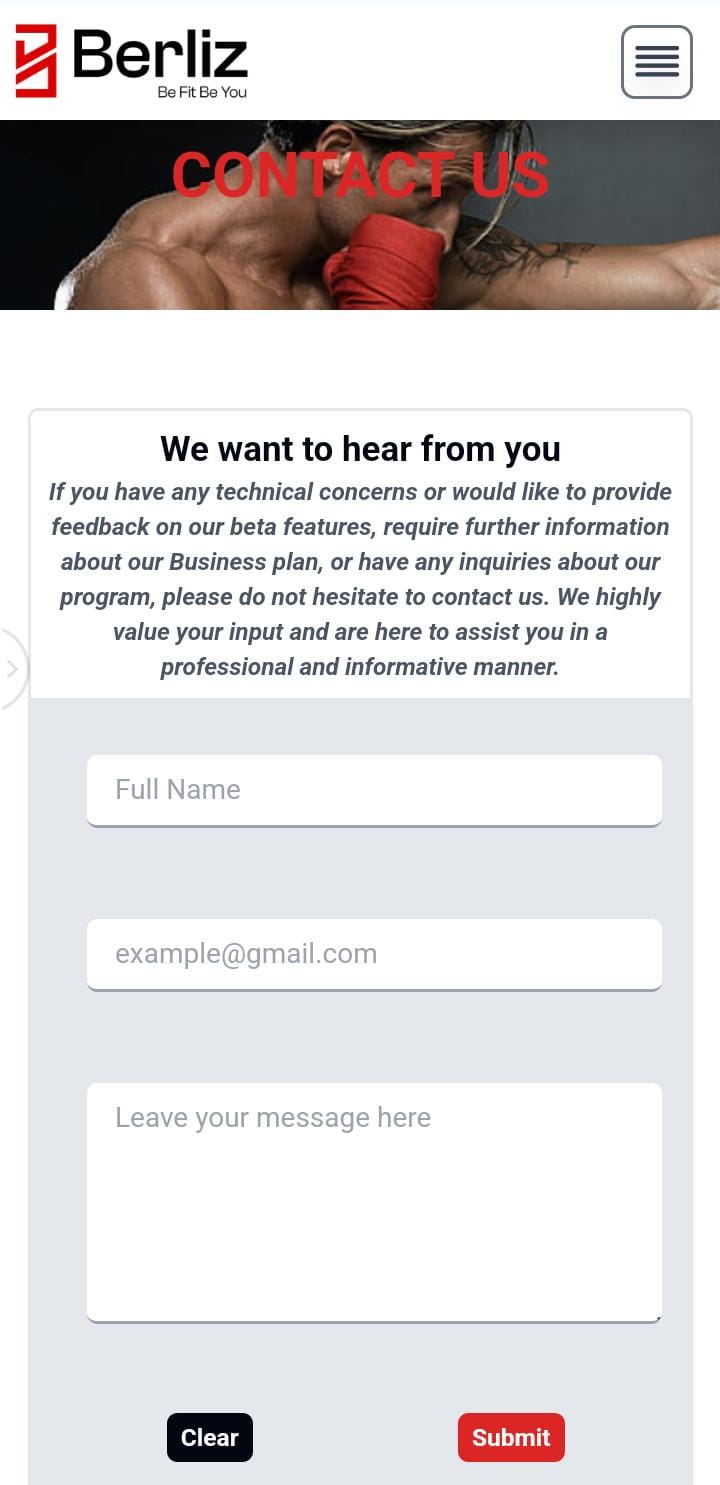 Berliz
Be Fit Be You
CONTACT US
We want to hear from you
If you have any technical concerns or would like to provide
feedback on our beta features, require further information
about our Business plan, or have any inquiries about our
program, please do not hesitate to contact us. We highly
value your input and are here to assist you in a
professional and informative manner.
Full Name
example@gmail.com
Leave your message here
Clear
Submit